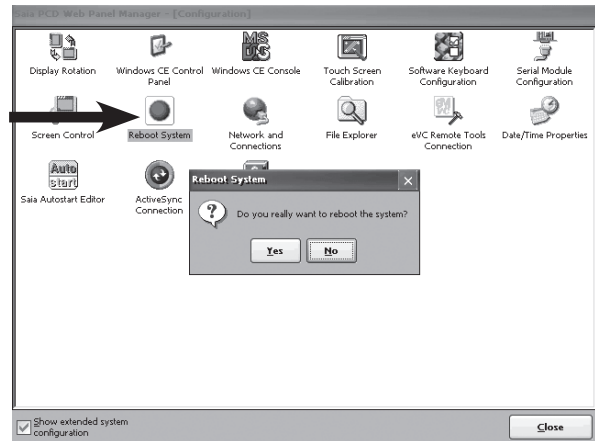 Saia PCD Web Panel Manager - [Configuration]
Display Rotation
Windows CE Control
Panel
MS
DOS
Windows CE Console
Touch Screen
Calibration
Software Keyboard
Configuration
Serial Module
Configuration
Screen Control
Reboot System
Network and
Connections
File Explorer
eVC Remote Tools
Connection
Date/Time Properties
Auto
start
Saia Autostart Editor
ActiveSync
Connection
Reboot System
Do you really want to reboot the system?
Yes
No
Show extended system
configuration
Close